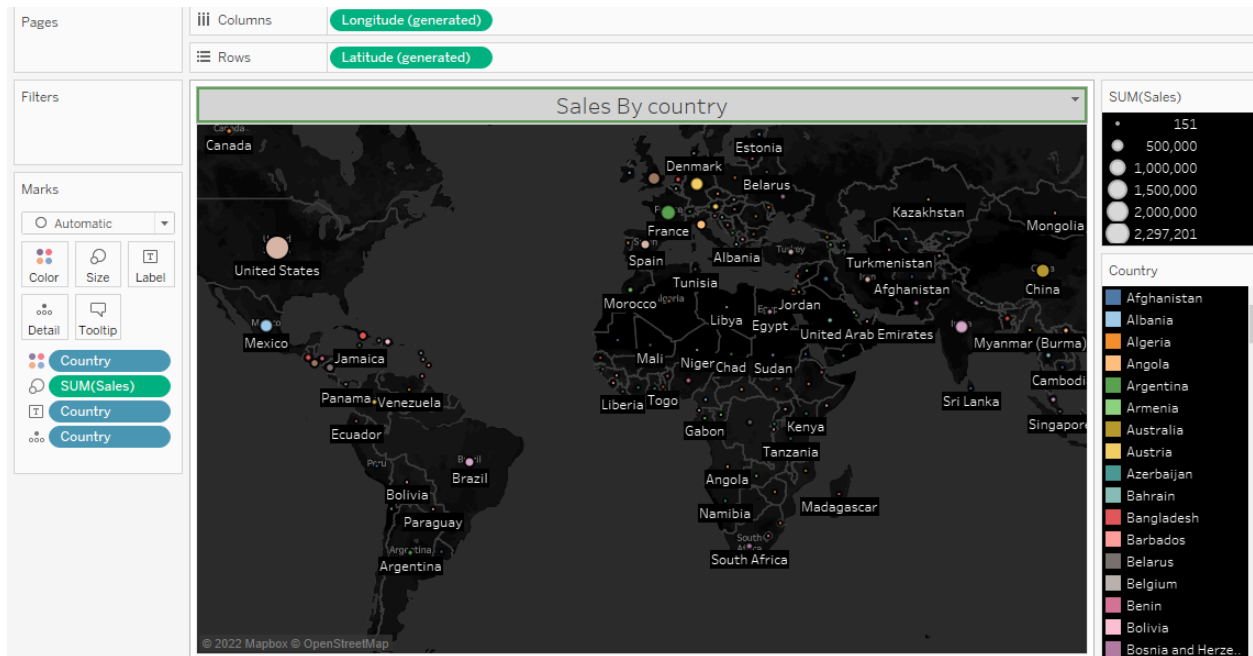 Pages
Columns
Longitude (generated)
Rows
Latitude (generated)
Filters
Marks
Automatic
Color
Size
Label
Detail
Tooltip
Country
SUM(Sales)
Country
Country
Sales By country
Canada
Canada
Estonia
Denmark
Belarus
Kazakhstan
Mongolia
France
Spain
Albania
Turkey
Turkmenistan
United States
Tunisia
Afghanistan
China
Morocco
Algeria
Jordan
Libya
Egypt
United Arab Emirates
Mexico
Myanmar (Burma)
Jamaica
Mali
Niger
Chad
Sudan
Cambodi
Panama
Venezuela
Liberia
Togo
Sri Lanka
Ecuador
Gabon
Kenya
Singapore
Peru
Tanzania
Brazil
Angola
Bolivia
Namibia
Madagascar
Paraguay
South
Argentina
Argentina
South Africa
© 2022 Mapbox © OpenStreetMap
SUM(Sales)
151
500,000
1,000,000
1,500,000
2,000,000
2,297,201
Country
Afghanistan
Albania
Algeria
Angola
Argentina
Armenia
Australia
Austria
Azerbaijan
Bahrain
Bangladesh
Barbados
Belarus
Belgium
Benin
Bolivia
Bosnia and Herze..